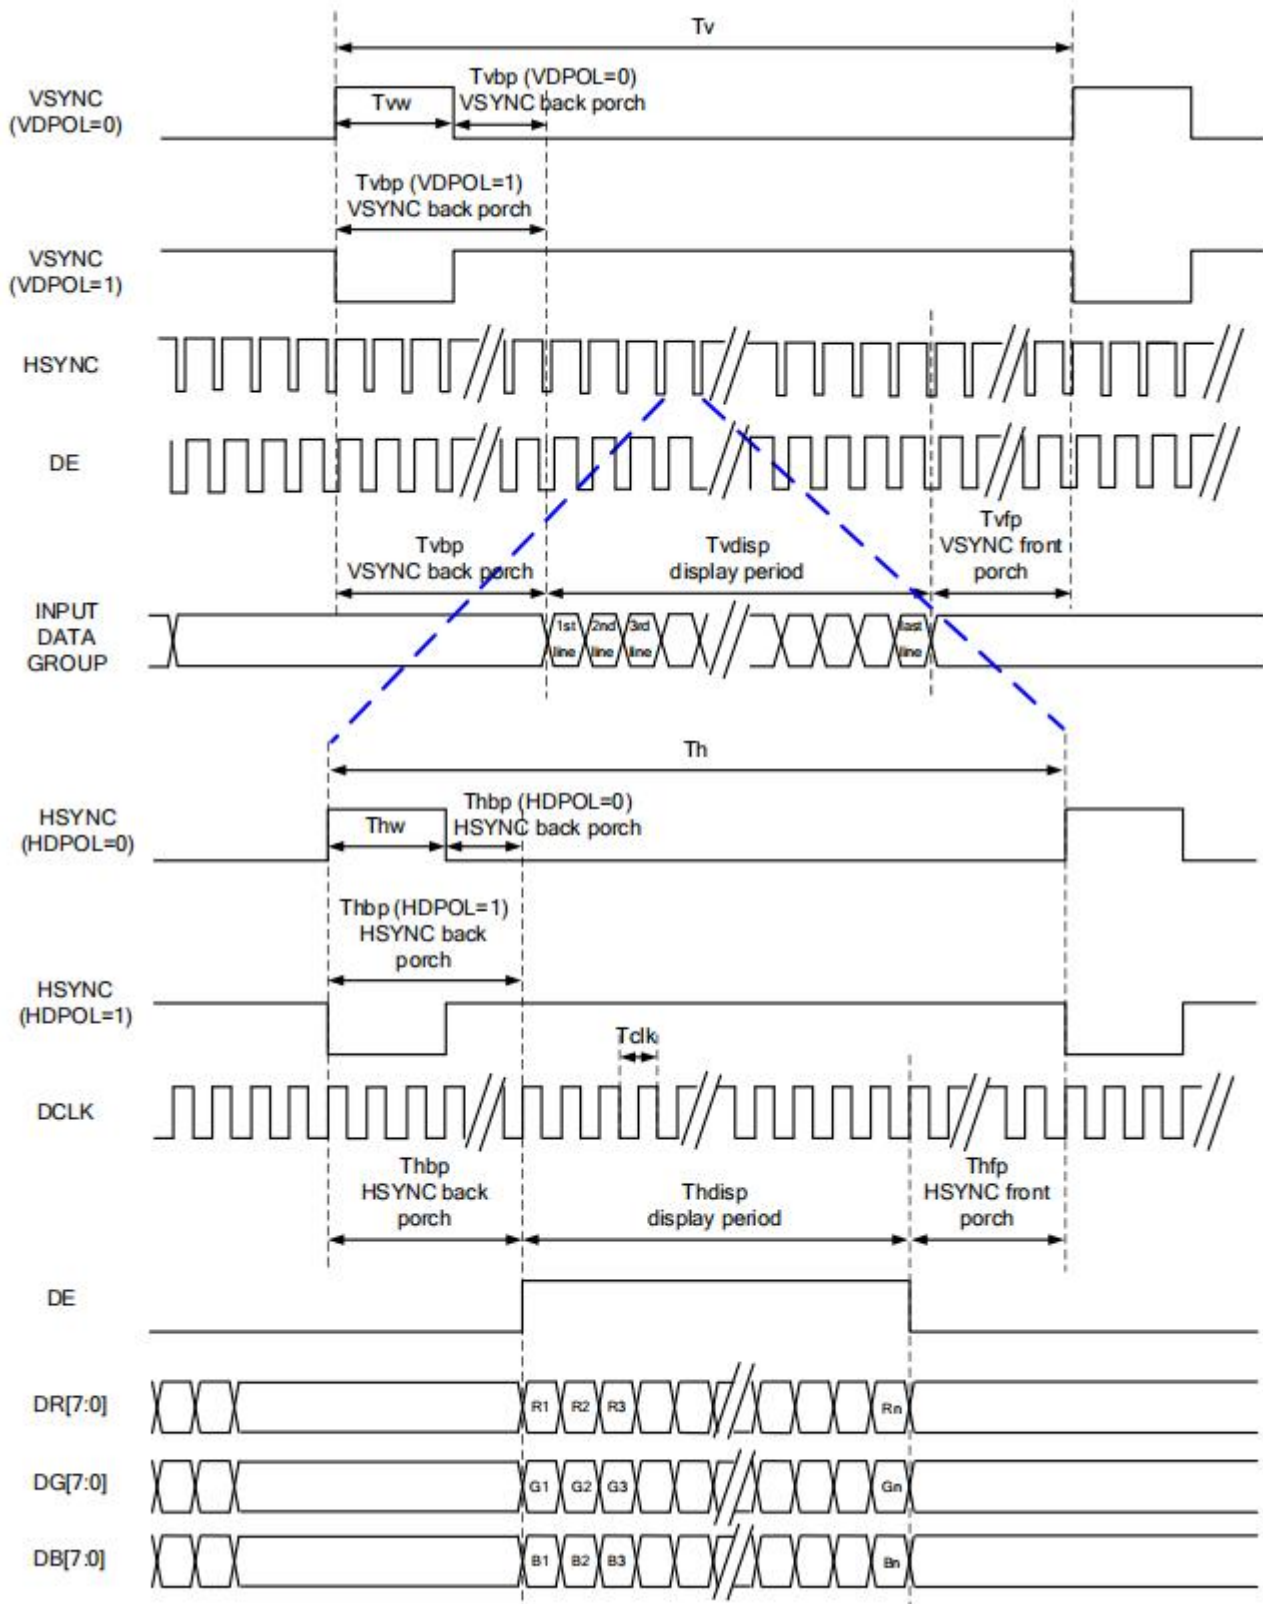 Tv
VSYNC
(VDPOL=0)
Tvw
Tvbp (VDPOL=0)
VSYNC back porch
Tvbp (VDPOL=1)
VSYNC back porch
VSYNC
(VDPOL=1)
HSYNC
DE
Tvbp
VSYNC back porch
Tvdisp
display period
Tvfp
VSYNC front
porch
INPUT
DATA
GROUP
1st
line
2nd
line
3rd
line
last
line
Th
HSYNC
(HDPOL=0)
Thw
Thbp (HDPOL=0)
HSYNC back porch
Thbp (HDPOL=1)
HSYNC back
porch
HSYNC
(HDPOL=1)
Tclk
DCLK
Thbp
HSYNC back
porch
Thdisp
display period
Thfp
HSYNC front
porch
DE
DR[7:0]
R1 R2 R3 Rn
DG[7:0]
G1 G2 G3 Gn
DB[7:0]
B1 B2 B3 Bn